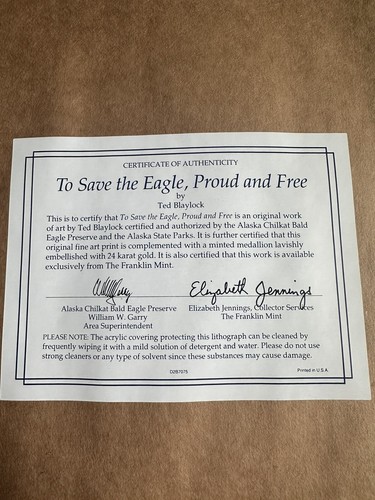 CERTIFICATE OF AUTHENTICITY
To Save the Eagle, Proud and Free
by
Ted Blaylock
This is to certify that To Save the Eagle, Proud and Free is an original work
of art by Ted Blaylock certified and authorized by the Alaska Chilkat Bald
Eagle Preserve and the Alaska State Parks. It is further certified that this
original fine art print is complemented with a minted medallion lavishly
embellished with 24 karat gold. It is also certified that this work is available
exclusively from The Franklin Mint.
Elizabeth Jennings
Alaska Chilkat Bald Eagle Preserve
William W. Garry
Area Superintendent
Elizabeth Jennings, Collector Services
The Franklin Mint
PLEASE NOTE: The acrylic covering protecting this lithograph can be cleaned by
frequently wiping it with a mild solution of detergent and water. Please do not use
strong cleaners or any type of solvent since these substances may cause damage.
Printed in U.S.A.